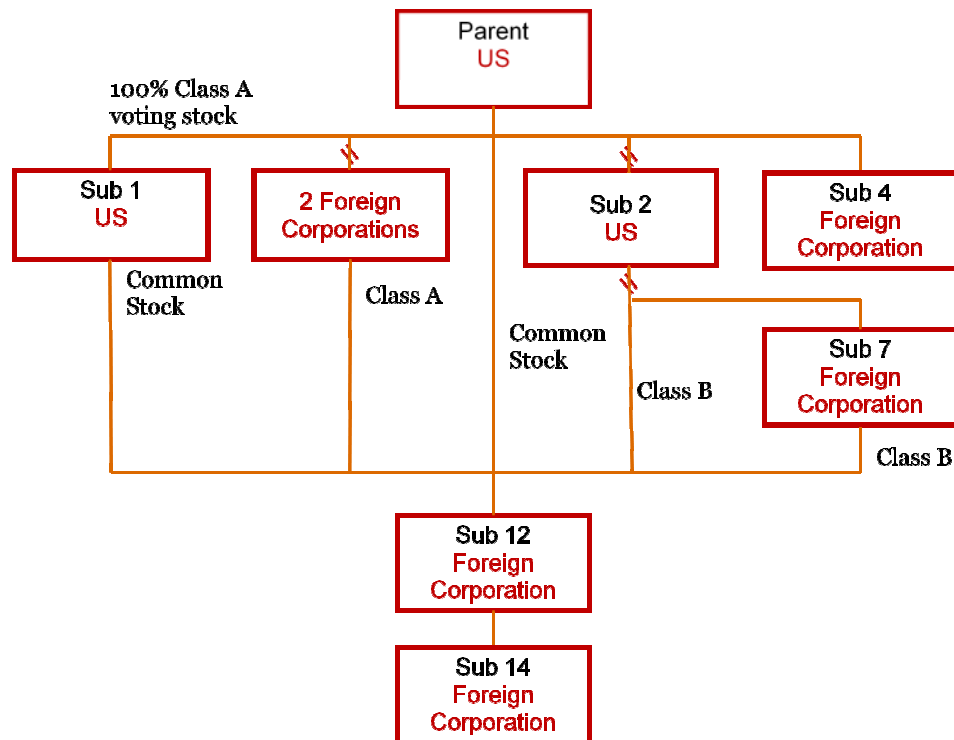 Parent
US
100% Class A
voting stock
Sub 1
US
2 Foreign
Corporations
Sub 2
US
Sub 4
Foreign
Corporation
Common
Stock
Class A
Common
Stock
Class B
Sub 7
Foreign
Corporation
Class B
Sub 12
Foreign
Corporation
Sub 14
Foreign
Corporation